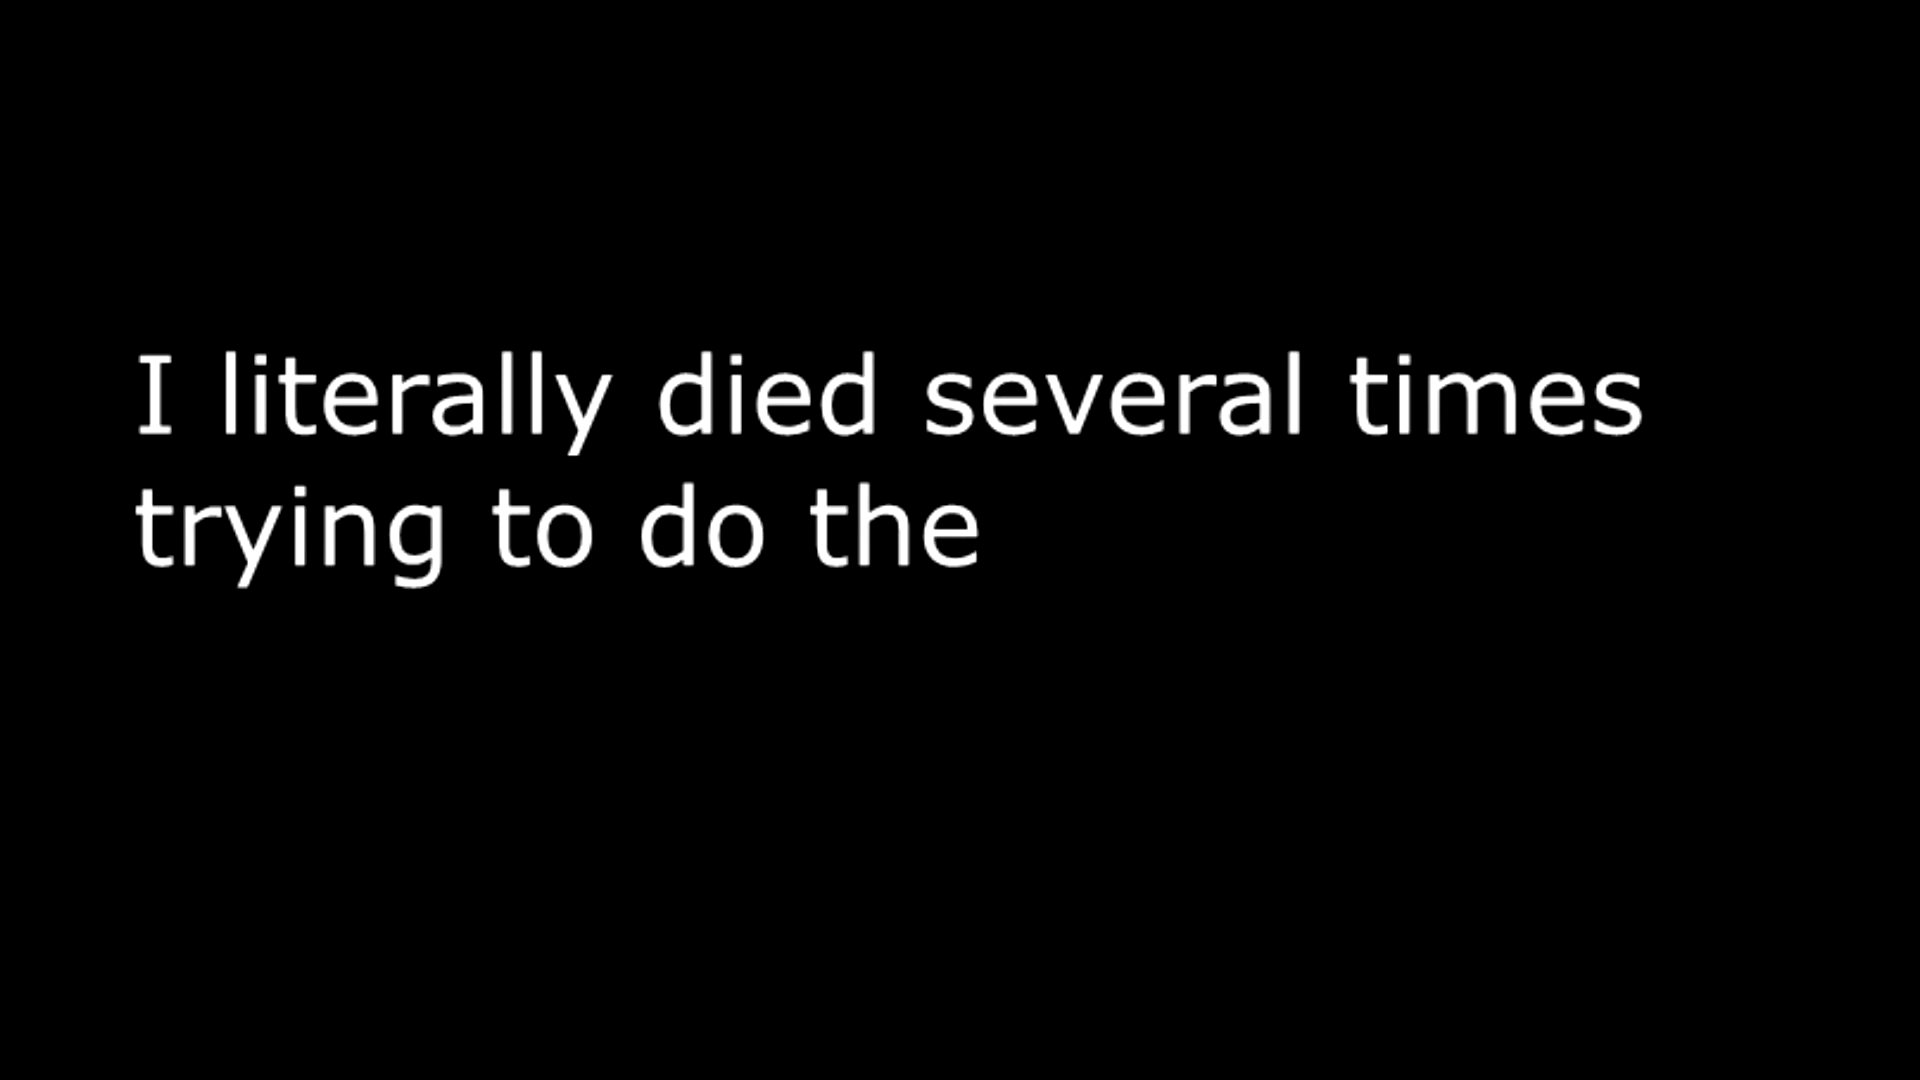 I literally died several times
trying to do the